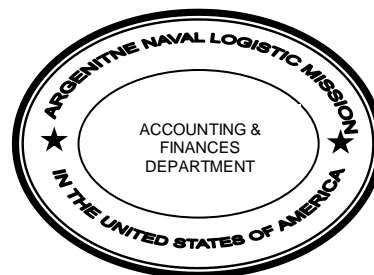 ARGENITNE NAVAL LOGISTIC MISSION
ACCOUNTING &
FINANCES
DEPARTMENT
IN THE UNITED STATES OF AMERICA